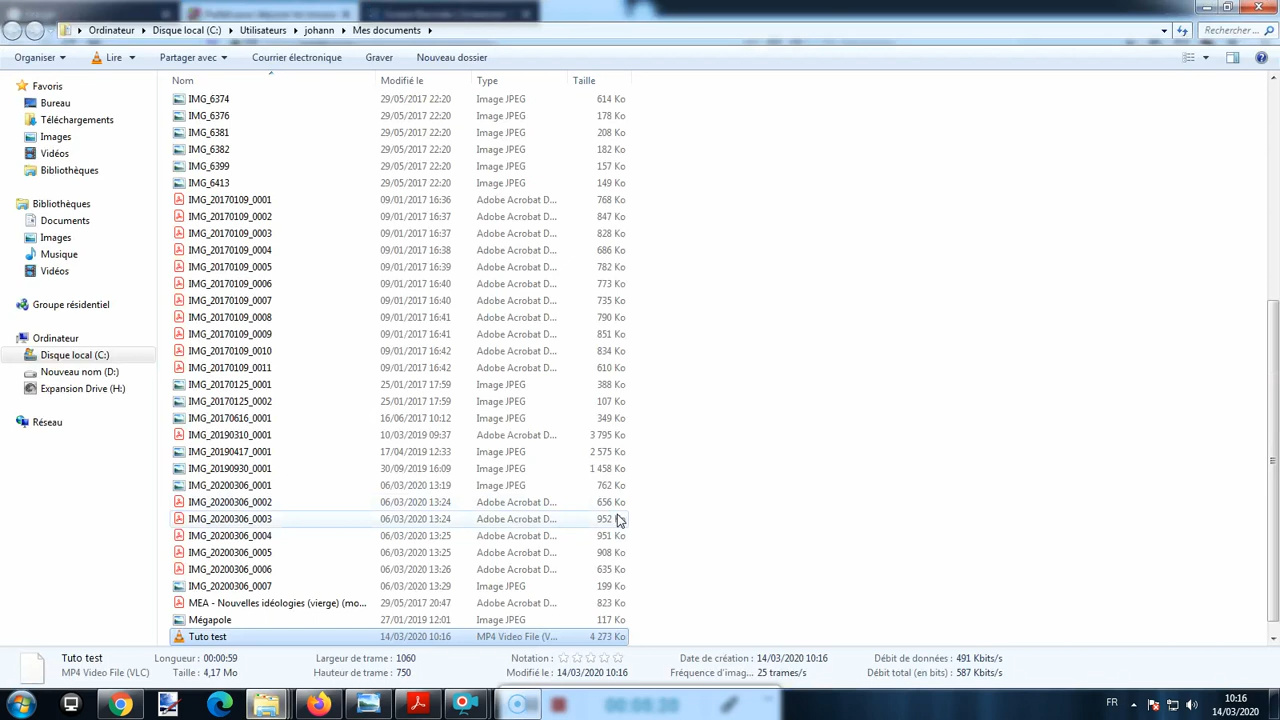 Ordinateur Disque local (C:) Utilisateurs johann Mes documents Rechercher...
Organiser Lire Partager avec Courrier électronique Graver Nouveau dossier
Nom Modifié le Type Taille
Favoris
Bureau
Téléchargements
Images
Vidéos
Bibliothèques
Bibliothèques
Documents
Images
Musique
Vidéos
Groupe résidentiel
Ordinateur
Disque local (C:)
Nouveau nom (D:)
Expansion Drive (H:)
Réseau
IMG_6374 29/05/2017 22:20 Image JPEG 614 Ko
IMG_6376 29/05/2017 22:20 Image JPEG 178 Ko
IMG_6381 29/05/2017 22:20 Image JPEG 208 Ko
IMG_6382 29/05/2017 22:20 Image JPEG 182 Ko
IMG_6399 29/05/2017 22:20 Image JPEG 157 Ko
IMG_6413 29/05/2017 22:20 Image JPEG 149 Ko
IMG_20170109_0001 09/01/2017 16:36 Adobe Acrobat D... 768 Ko
IMG_20170109_0002 09/01/2017 16:37 Adobe Acrobat D... 847 Ko
IMG_20170109_0003 09/01/2017 16:37 Adobe Acrobat D... 828 Ko
IMG_20170109_0004 09/01/2017 16:38 Adobe Acrobat D... 686 Ko
IMG_20170109_0005 09/01/2017 16:39 Adobe Acrobat D... 782 Ko
IMG_20170109_0006 09/01/2017 16:40 Adobe Acrobat D... 773 Ko
IMG_20170109_0007 09/01/2017 16:40 Adobe Acrobat D... 735 Ko
IMG_20170109_0008 09/01/2017 16:41 Adobe Acrobat D... 790 Ko
IMG_20170109_0009 09/01/2017 16:41 Adobe Acrobat D... 851 Ko
IMG_20170109_0010 09/01/2017 16:42 Adobe Acrobat D... 834 Ko
IMG_20170109_0011 09/01/2017 16:42 Adobe Acrobat D... 610 Ko
IMG_20170125_0001 25/01/2017 17:59 Image JPEG 388 Ko
IMG_20170125_0002 25/01/2017 17:59 Image JPEG 107 Ko
IMG_20170616_0001 16/06/2017 10:12 Image JPEG 349 Ko
IMG_20190310_0001 10/03/2019 09:37 Adobe Acrobat D... 3 795 Ko
IMG_20190417_0001 17/04/2019 12:33 Image JPEG 2 575 Ko
IMG_20190930_0001 30/09/2019 16:09 Image JPEG 1 458 Ko
IMG_20200306_0001 06/03/2020 13:19 Image JPEG 762 Ko
IMG_20200306_0002 06/03/2020 13:24 Adobe Acrobat D... 656 Ko
IMG_20200306_0003 06/03/2020 13:24 Adobe Acrobat D... 952
IMG_20200306_0004 06/03/2020 13:25 Adobe Acrobat D... 951 Ko
IMG_20200306_0005 06/03/2020 13:25 Adobe Acrobat D... 908 Ko
IMG_20200306_0006 06/03/2020 13:26 Adobe Acrobat D... 635 Ko
IMG_20200306_0007 06/03/2020 13:29 Image JPEG 199 Ko
MEA - Nouvelles idéologies (vierge) (mo... 29/05/2017 20:47 Adobe Acrobat D... 823 Ko
Mégapole 27/01/2019 12:01 Image JPEG 117 Ko
Tuto test 14/03/2020 10:16 MP4 Video File (V... 4 273 Ko
Tuto test Longueur : 00:00:59 Largeur de trame : 1060 Notation : Date de création : 14/03/2020 10:16 Débit de données : 491 Kbits/s
MP4 Video File (VLC) Taille : 4,17 Mo Hauteur de trame : 750 Modifié le : 14/03/2020 10:16 Fréquence d'imag... 25 trames/s Débit total (en bits) : 587 Kbits/s
FR 10:16
14/03/2020